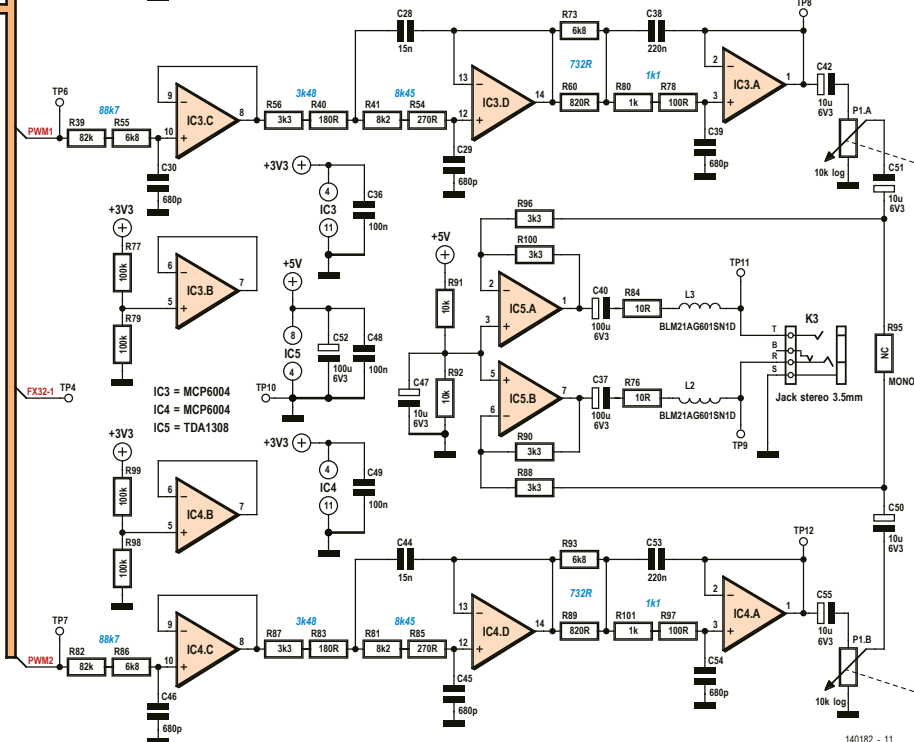 TP8
C28
15n
R73
6k8
C38
220n
732R
1k1
C42
10u
6V3
TP6
88k7
R39
82k
R55
6k8
PWM1
9
10
8
IC3.C
3k48
R56
3k3
R40
180R
8k45
R41
8k2
R54
270R
13
12
14
IC3.D
R60
820R
R80
1k
R78
100R
2
3
1
IC3.A
P1.A
10k log
C30
680p
C29
680p
C39
680p
C51
10u
6V3
+3V3
4
IC3
11
C36
100n
+3V3
R77
100k
R79
100k
6
5
7
IC3.B
+5V
8
IC5
4
C52
100u
6V3
C48
100n
TP10
+5V
R91
10k
R92
10k
C47
10u
6V3
R96
3k3
R100
3k3
2
3
1
IC5.A
C40
100u
6V3
R84
10R
L3
BLM21AG601SN1D
TP11
5
6
7
IC5.B
C37
100u
6V3
R76
10R
L2
BLM21AG601SN1D
TP9
K3
T
B
R
S
Jack stereo 3.5mm
R95
NC
MONO
R90
3k3
R88
3k3
FX32-1
TP4
IC3 = MCP6004
IC4 = MCP6004
IC5 = TDA1308
+3V3
4
IC4
11
C49
100n
+3V3
R99
100k
R98
100k
6
5
7
IC4.B
C50
10u
6V3
C44
15n
R93
6k8
C53
220n
TP12
732R
1k1
C55
10u
6V3
TP7
88k7
R82
82k
R86
6k8
PWM2
9
10
8
IC4.C
3k48
R87
3k3
R83
180R
8k45
R81
8k2
R85
270R
13
12
14
IC4.D
R89
820R
R101
1k
R97
100R
2
3
1
IC4.A
P1.B
10k log
C46
680p
C45
680p
C54
680p
140182 - 11